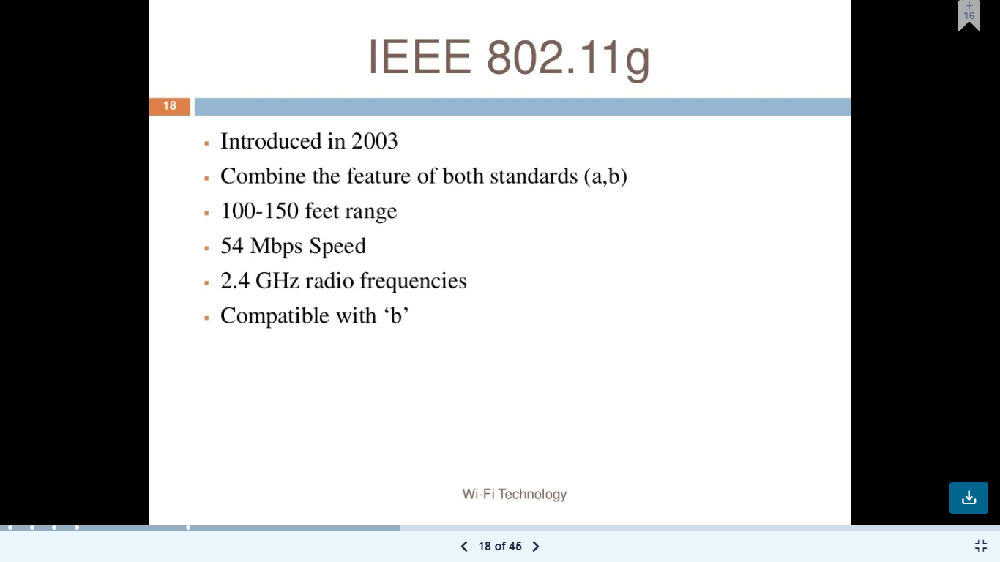 +
16
IEEE 802.11g
18
▪ Introduced in 2003
▪ Combine the feature of both standards (a,b)
▪ 100-150 feet range
▪ 54 Mbps Speed
▪ 2.4 GHz radio frequencies
▪ Compatible with ‘b’
Wi-Fi Technology
18 of 45